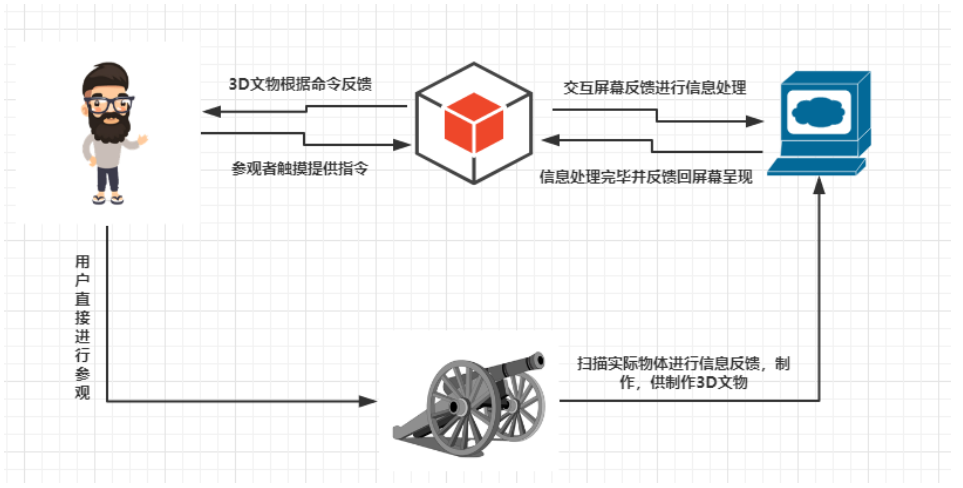 3D文物根据命令反馈
交互屏幕反馈进行信息处理
参观者触摸提供指令
信息处理完毕并反馈回屏幕呈现
用户直接进行参观
扫描实际物体进行信息反馈，制
作，供制作3D文物